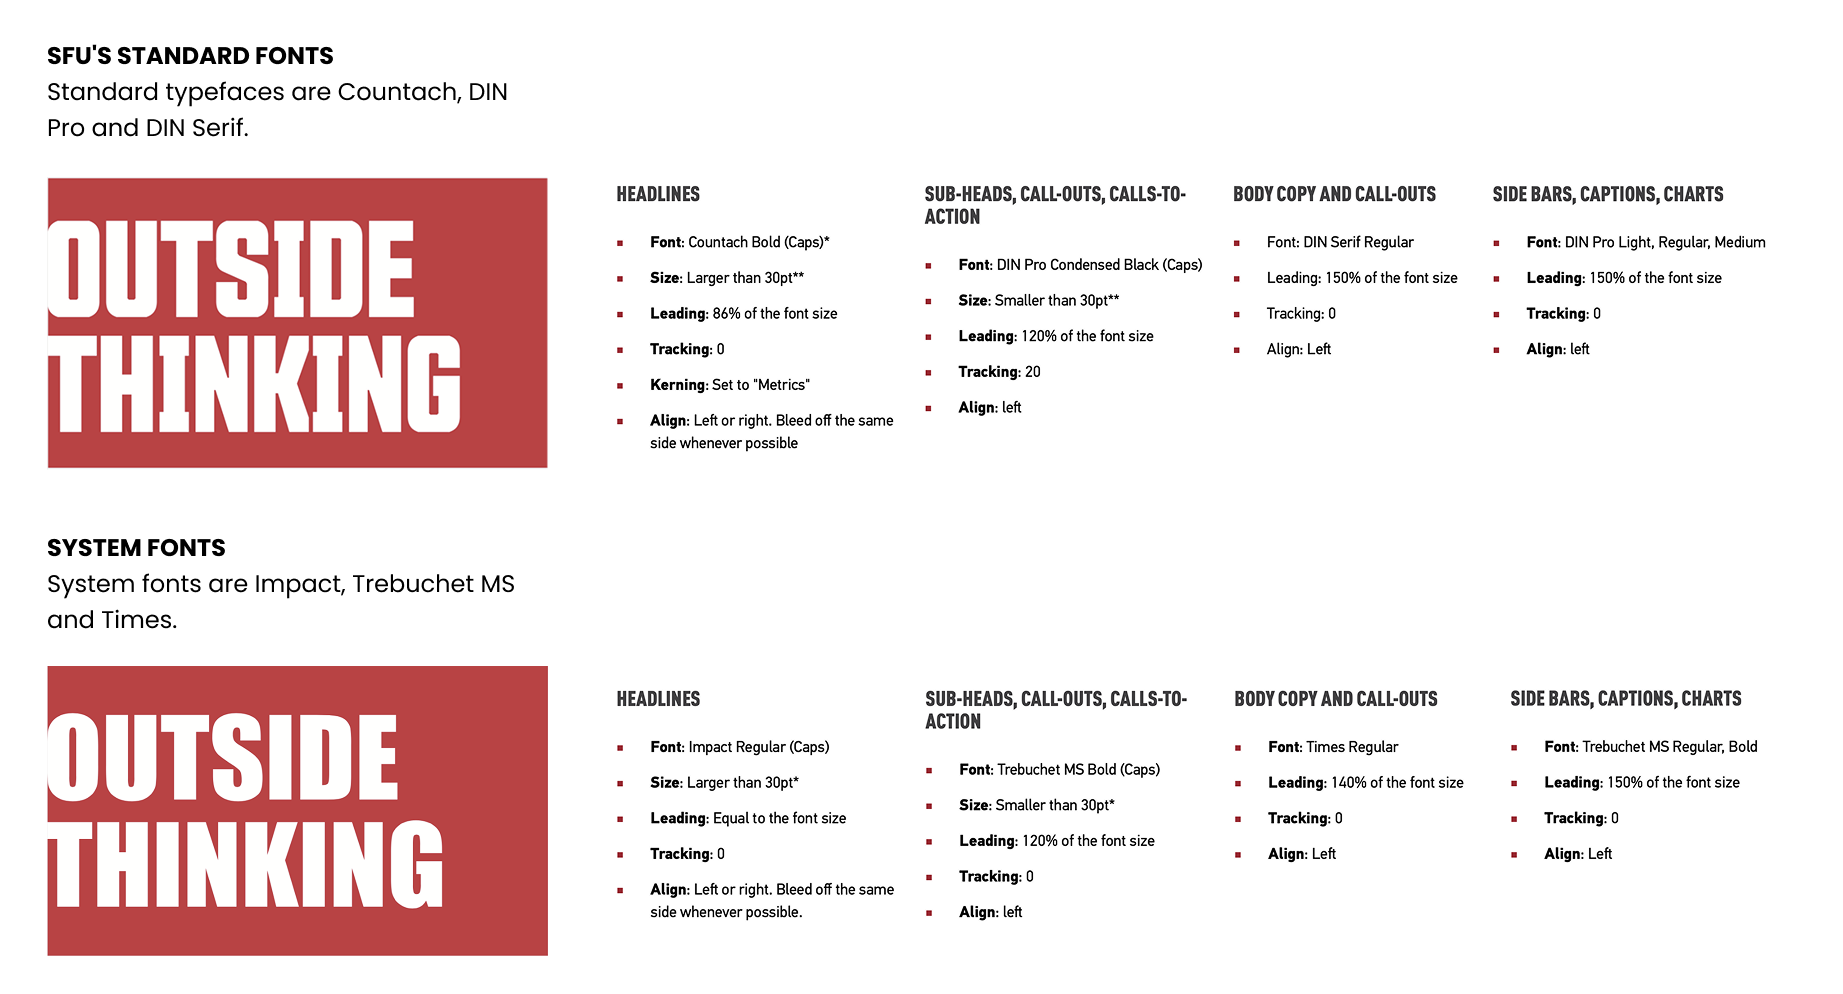 SFU'S STANDARD FONTS
Standard typefaces are Countach, DIN
Pro and DIN Serif.
OUTSIDE
THINKING
HEADLINES
Font: Countach Bold (Caps)*
Size: Larger than 30pt**
Leading: 86% of the font size
Tracking: 0
Kerning: Set to "Metrics"
Align: Left or right. Bleed off the same
side whenever possible
SUB-HEADS, CALL-OUTS, CALLS-TO-
ACTION
Font: DIN Pro Condensed Black (Caps)
Size: Smaller than 30pt**
Leading: 120% of the font size
Tracking: 20
Align: left
BODY COPY AND CALL-OUTS
Font: DIN Serif Regular
Leading: 150% of the font size
Tracking: 0
Align: Left
SIDE BARS, CAPTIONS, CHARTS
Font: DIN Pro Light, Regular, Medium
Leading: 150% of the font size
Tracking: 0
Align: left
SYSTEM FONTS
System fonts are Impact, Trebuchet MS
and Times.
OUTSIDE
THINKING
HEADLINES
Font: Impact Regular (Caps)
Size: Larger than 30pt*
Leading: Equal to the font size
Tracking: 0
Align: Left or right. Bleed off the same
side whenever possible.
SUB-HEADS, CALL-OUTS, CALLS-TO-
ACTION
Font: Trebuchet MS Bold (Caps)
Size: Smaller than 30pt*
Leading: 120% of the font size
Tracking: 0
Align: left
BODY COPY AND CALL-OUTS
Font: Times Regular
Leading: 140% of the font size
Tracking: 0
Align: Left
SIDE BARS, CAPTIONS, CHARTS
Font: Trebuchet MS Regular, Bold
Leading: 150% of the font size
Tracking: 0
Align: Left